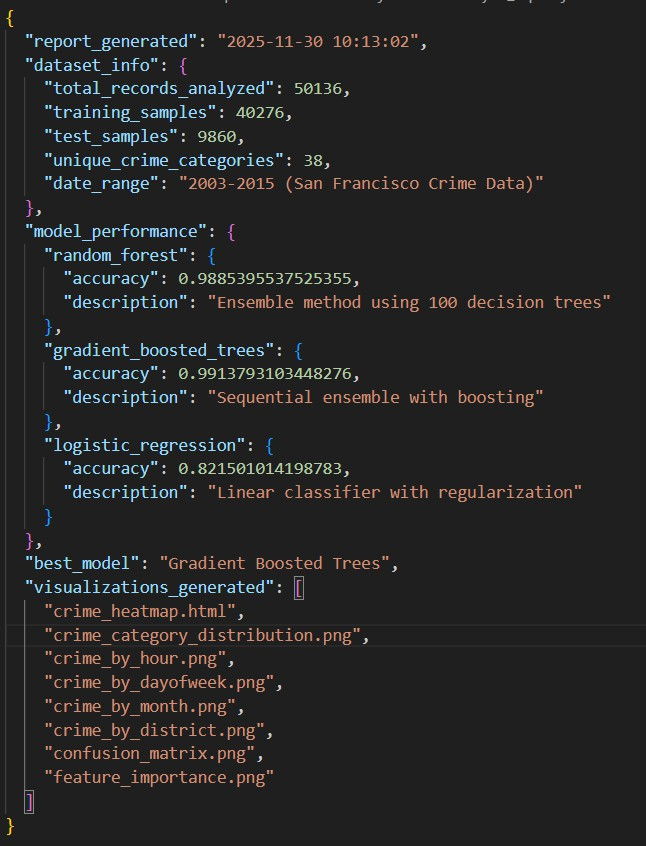 {
"report_generated": "2025-11-30 10:13:02",
"dataset_info": {
"total_records_analyzed": 50136,
"training_samples": 40276,
"test_samples": 9860,
"unique_crime_categories": 38,
"date_range": "2003-2015 (San Francisco Crime Data)"
},
"model_performance": {
"random_forest": {
"accuracy": 0.9885395537525355,
"description": "Ensemble method using 100 decision trees"
},
"gradient_boosted_trees": {
"accuracy": 0.9913793103448276,
"description": "Sequential ensemble with boosting"
},
"logistic_regression": {
"accuracy": 0.821501014198783,
"description": "Linear classifier with regularization"
}
},
"best_model": "Gradient Boosted Trees",
"visualizations_generated": [
"crime_heatmap.html",
"crime_category_distribution.png",
"crime_by_hour.png",
"crime_by_dayofweek.png",
"crime_by_month.png",
"crime_by_district.png",
"confusion_matrix.png",
"feature_importance.png"
]
}